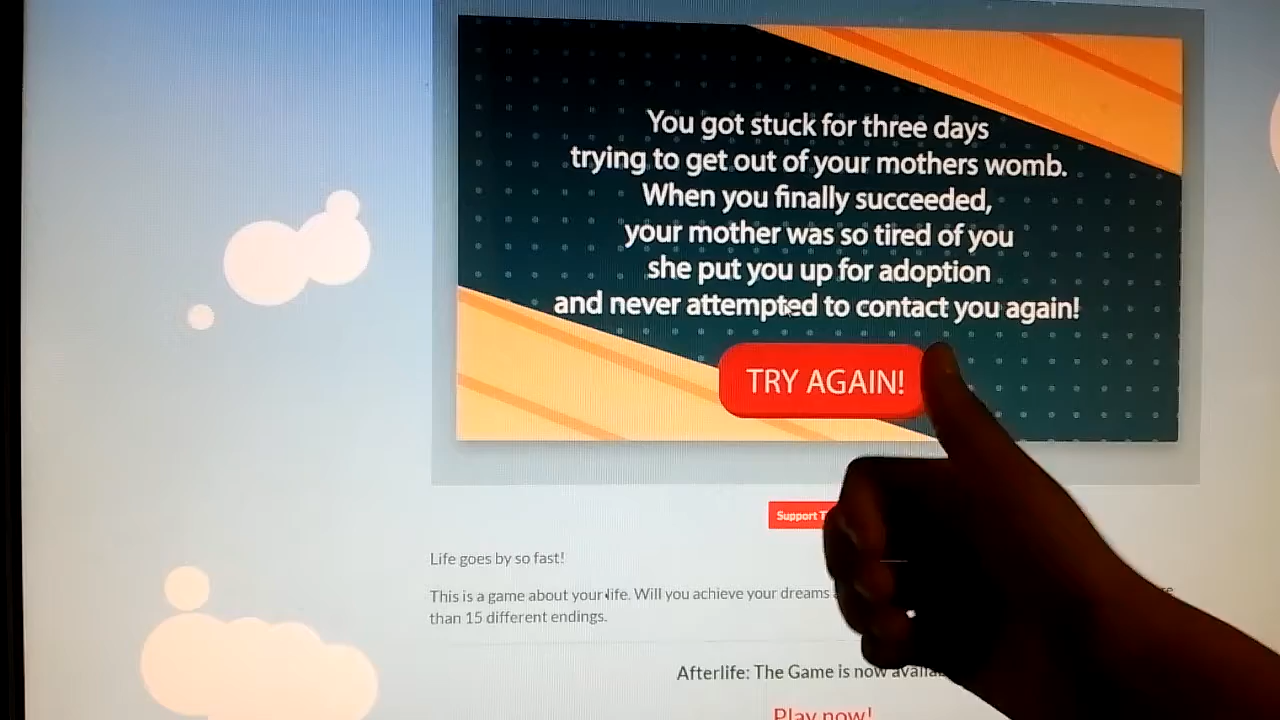 You got stuck for three days
trying to get out of your mothers womb.
When you finally succeeded,
your mother was so tired of you
she put you up for adoption
and never attempted to contact you again!
TRY AGAIN!
Support
Life goes by so fast!
This is a game about your life. Will you achieve your dreams
than 15 different endings.
Afterlife: The Game is now
Play now!